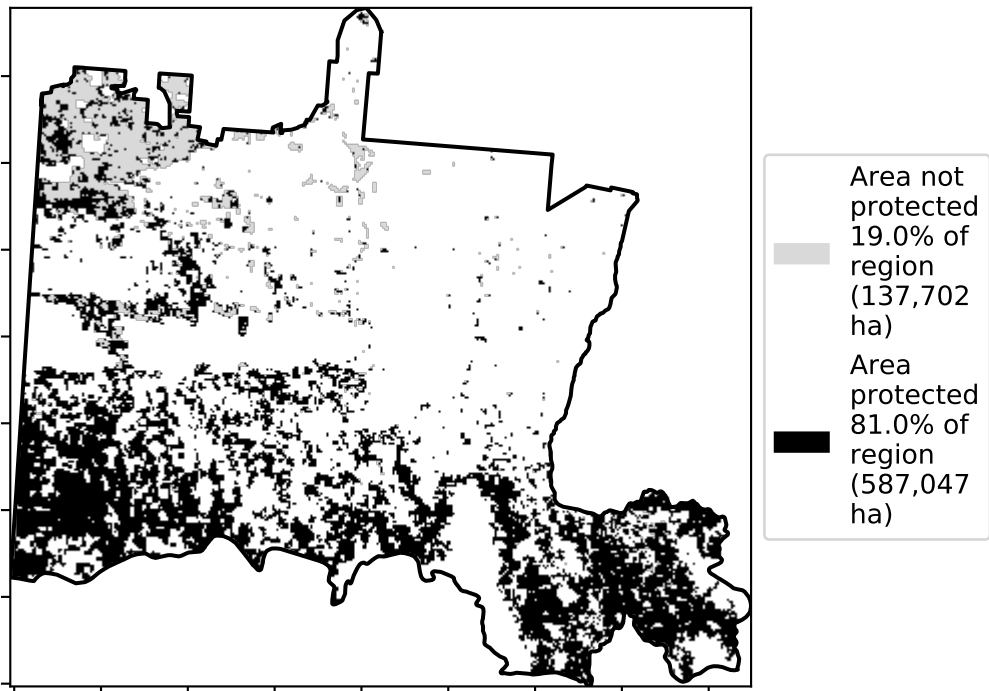 Area not
protected
19.0% of
region
(137,702
ha)
Area
protected
81.0% of
region
(587,047
ha)